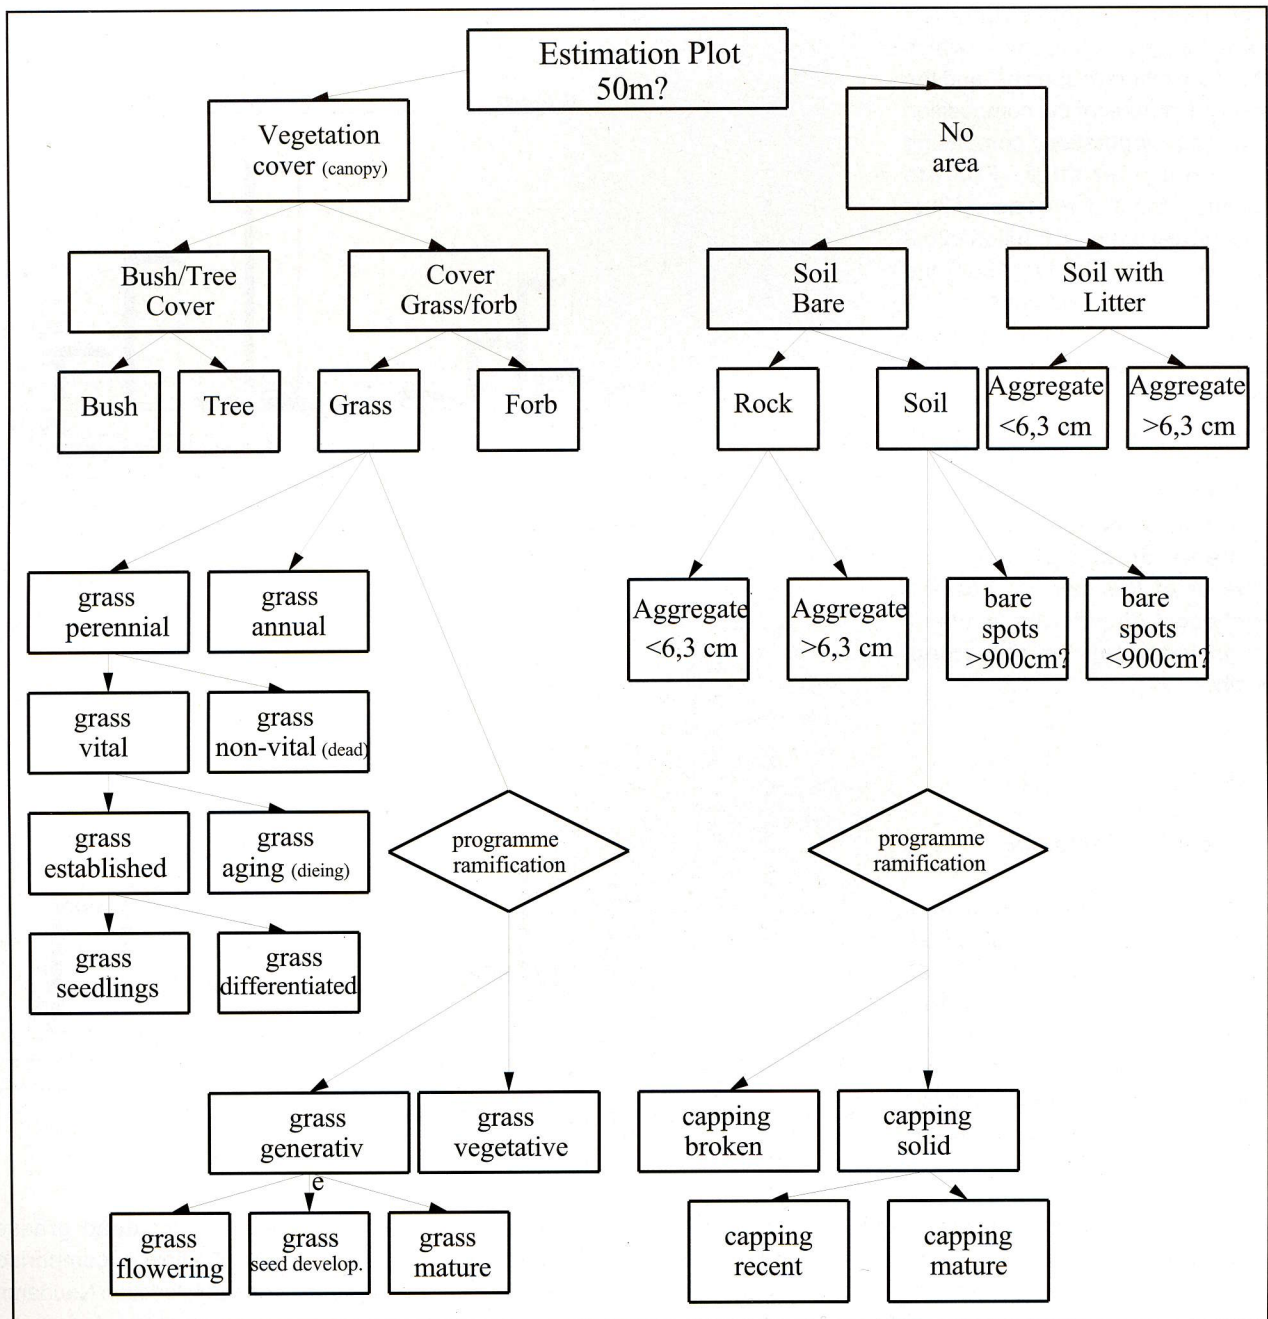 Estimation Plot
50m?
Vegetation
cover (canopy)
No
area
Bush/Tree
Cover
Cover
Grass/forb
Soil
Bare
Soil with
Litter
Bush
Tree
Grass
Forb
Rock
Soil
Aggregate
<6,3 cm
Aggregate
>6,3 cm
grass
perennial
grass
annual
Aggregate
<6,3 cm
Aggregate
>6,3 cm
bare
spots
>900cm?
bare
spots
<900cm?
grass
vital
grass
non-vital (dead)
grass
established
grass
aging (dieing)
programme
ramification
programme
ramification
grass
seedlings
grass
differentiated
grass
generativ
e
grass
vegetative
capping
broken
capping
solid
grass
flowering
grass
seed develop.
grass
mature
capping
recent
capping
mature